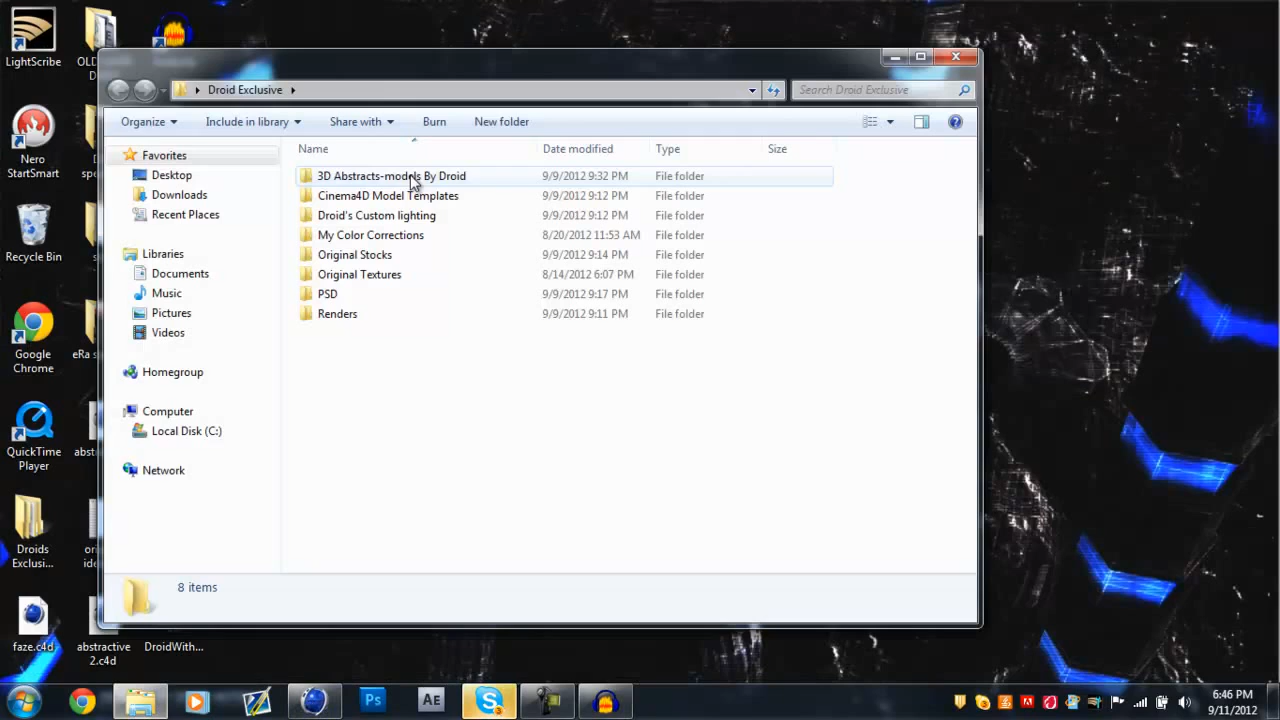 LightScribe
OLD
D
Nero
StartSmart
D
spe
Recycle Bin
Google
Chrome
eRa s
QuickTime
Player
abst
Droids
Exclusi...
ori
ide
faze.c4d
abstractive
2.c4d
DroidWith...
Droid Exclusive
Search Droid Exclusive
Organize
Include in library
Share with
Burn
New folder
Name
Date modified
Type
Size
Favorites
Desktop
Downloads
Recent Places
Libraries
Documents
Music
Pictures
Videos
Homegroup
Computer
Local Disk (C:)
Network
3D Abstracts-models By Droid 9/9/2012 9:32 PM File folder
Cinema4D Model Templates 9/9/2012 9:12 PM File folder
Droid's Custom lighting 9/9/2012 9:12 PM File folder
My Color Corrections 8/20/2012 11:53 AM File folder
Original Stocks 9/9/2012 9:14 PM File folder
Original Textures 8/14/2012 6:07 PM File folder
PSD 9/9/2012 9:17 PM File folder
Renders 9/9/2012 9:11 PM File folder
8 items
Ps
AE
6:46 PM
9/11/2012